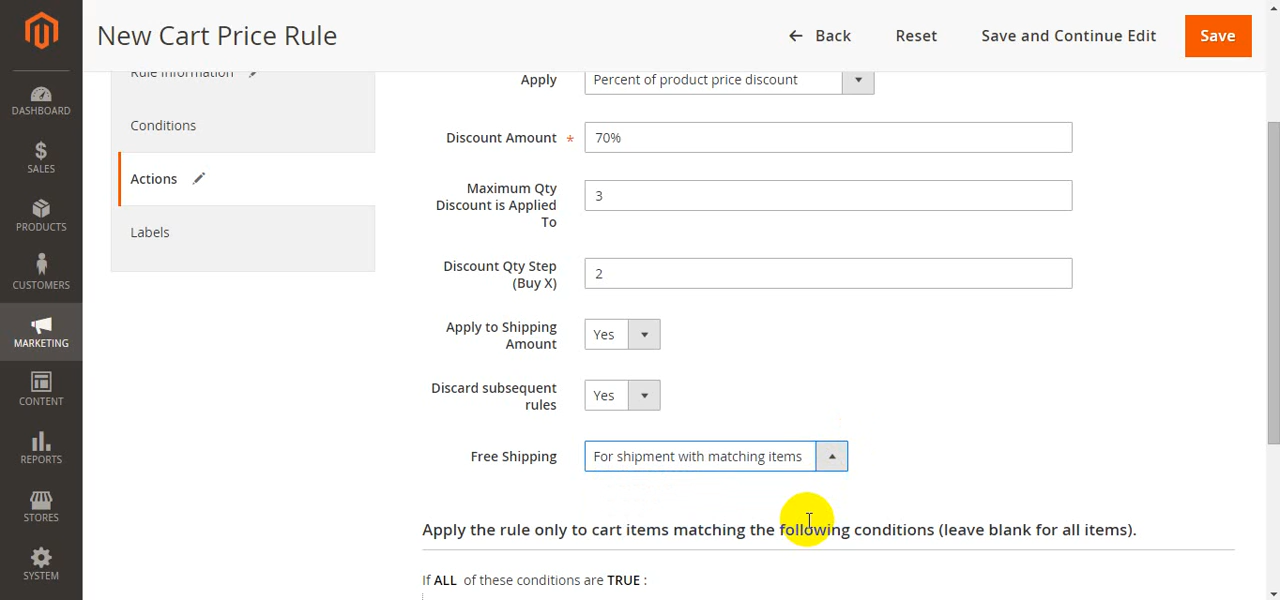 New Cart Price Rule
Back
Reset
Save and Continue Edit
Save
DASHBOARD
SALES
PRODUCTS
CUSTOMERS
MARKETING
CONTENT
REPORTS
STORES
SYSTEM
Rule Information
Conditions
Actions
Labels
Apply
Percent of product price discount
Discount Amount *
70%
Maximum Qty
Discount is Applied
To
3
Discount Qty Step
(Buy X)
2
Apply to Shipping
Amount
Yes
Discard subsequent
rules
Yes
Free Shipping
For shipment with matching items
Apply the rule only to cart items matching the following conditions (leave blank for all items).
If ALL of these conditions are TRUE :